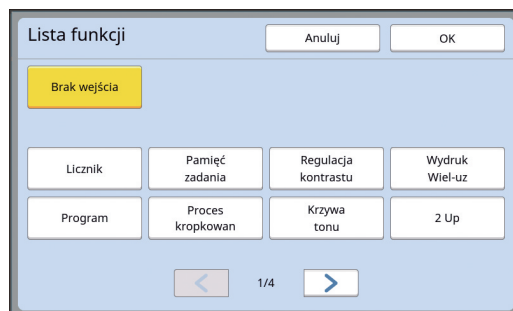 Lista funkcji
Anuluj
OK
Brak wejścia
Licznik
Pamięć
zadania
Regulacja
kontrastu
Wydruk
Wiel-uz
Program
Proces
kropkowan
Krzywa
tonu
2 Up
1/4